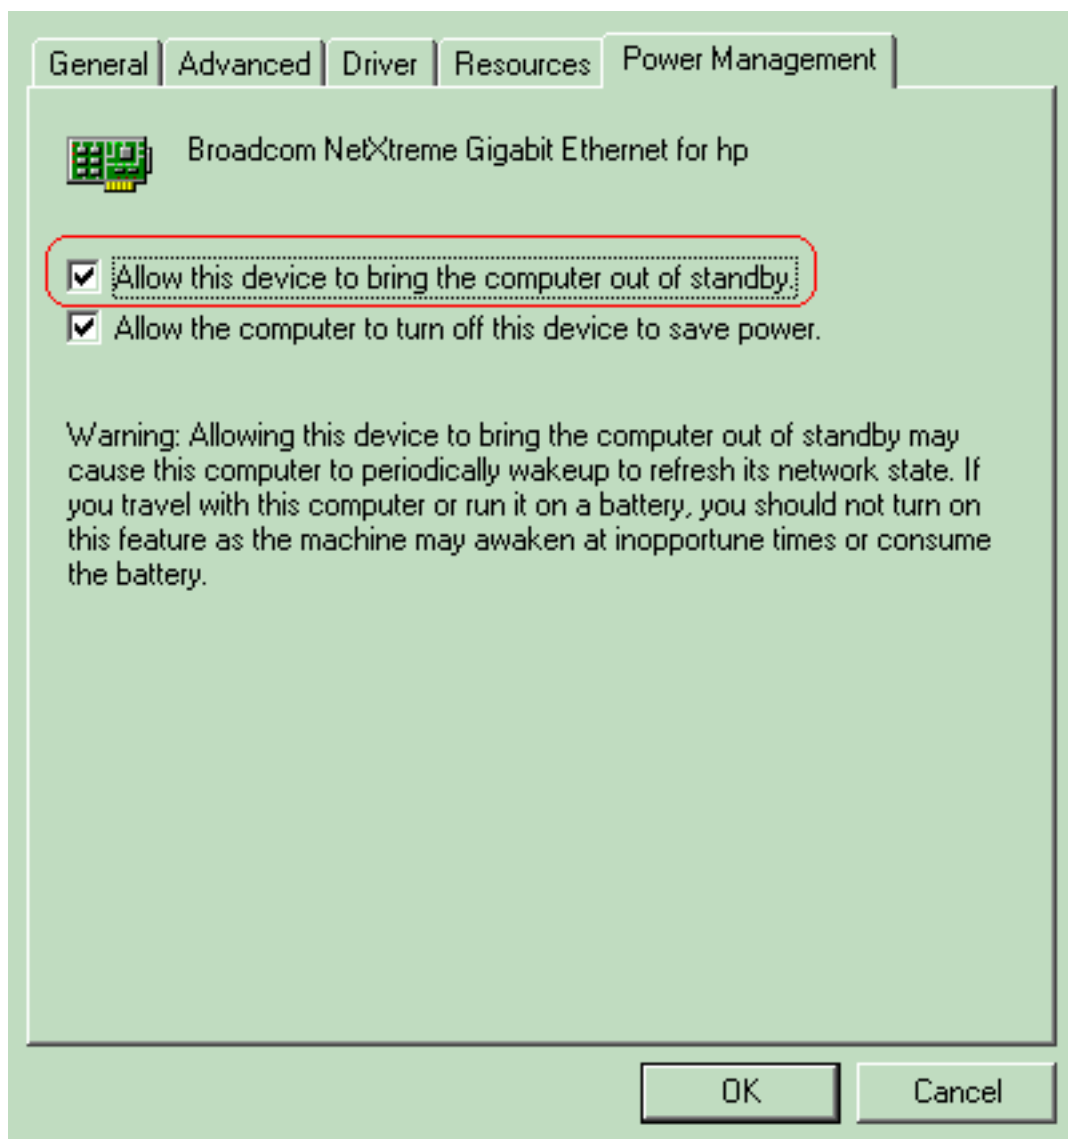 General Advanced Driver Resources Power Management
Broadcom NetXtreme Gigabit Ethernet for hp
Allow this device to bring the computer out of standby.
Allow the computer to turn off this device to save power.
Warning: Allowing this device to bring the computer out of standby may
cause this computer to periodically wakeup to refresh its network state. If
you travel with this computer or run it on a battery, you should not turn on
this feature as the machine may awaken at inopportune times or consume
the battery.
OK Cancel